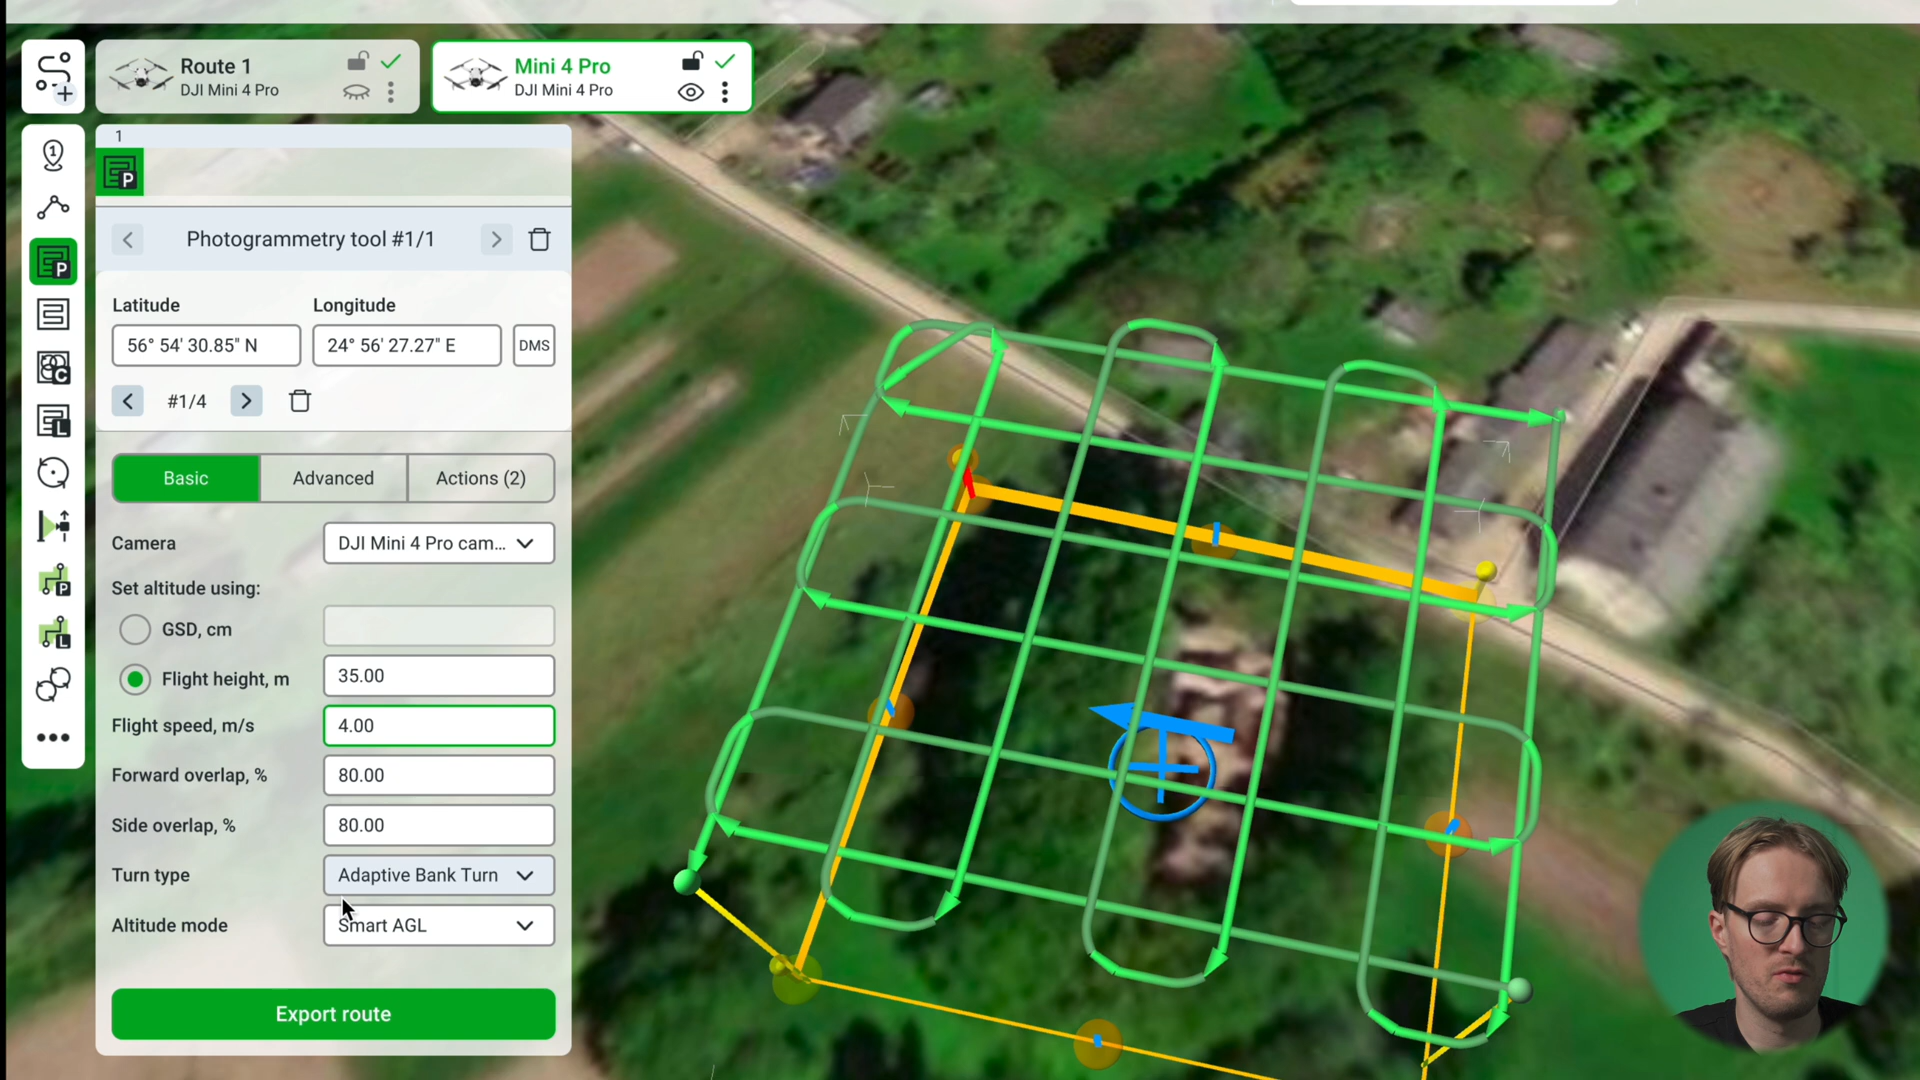 Route 1
DJI Mini 4 Pro
Mini 4 Pro
DJI Mini 4 Pro
1
P
Photogrammetry tool #1/1
Latitude
Longitude
56° 54' 30.85" N
24° 56' 27.27" E
DMS
#1/4
Basic
Advanced
Actions (2)
Camera
DJI Mini 4 Pro cam...
Set altitude using:
GSD, cm
Flight height, m
35.00
Flight speed, m/s
4.00
Forward overlap, %
80.00
Side overlap, %
80.00
Turn type
Adaptive Bank Turn
Altitude mode
Smart AGL
Export route
1
P
C
L
P
L